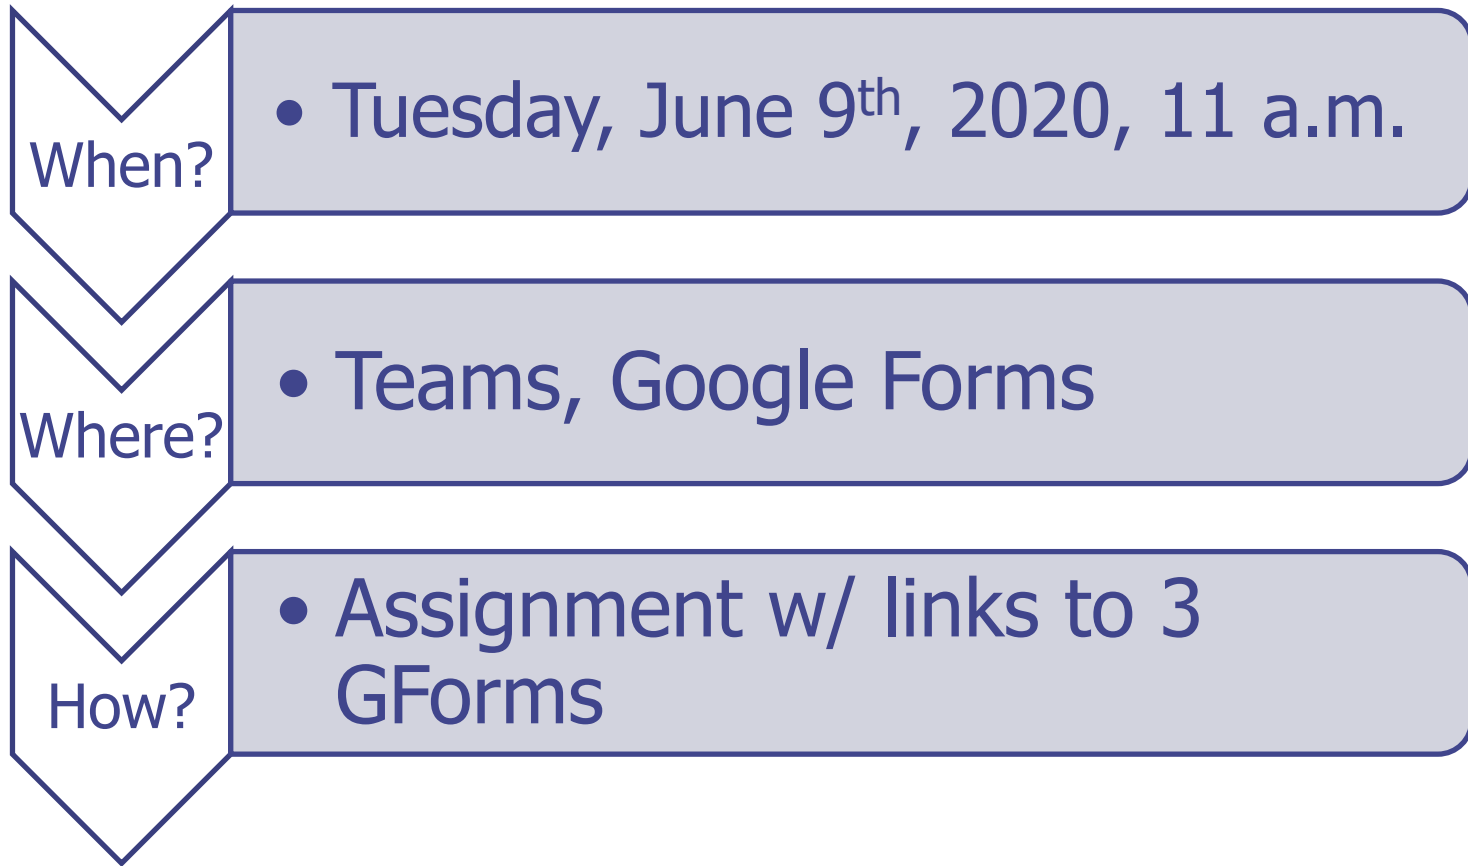 When?
• Tuesday, June 9th, 2020, 11 a.m.
Where?
• Teams, Google Forms
How?
• Assignment w/ links to 3
GForms